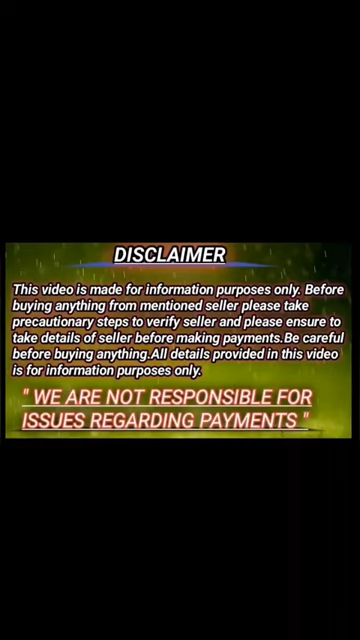 DISCLAIMER
This video is made for information purposes only. Before
buying anything from mentioned seller please take
precautionary steps to verify seller and please ensure to
take details of seller before making payments.Be careful
before buying anything.All details provided in this video
is for information purposes only.
" WE ARE NOT RESPONSIBLE FOR
ISSUES REGARDING PAYMENTS "